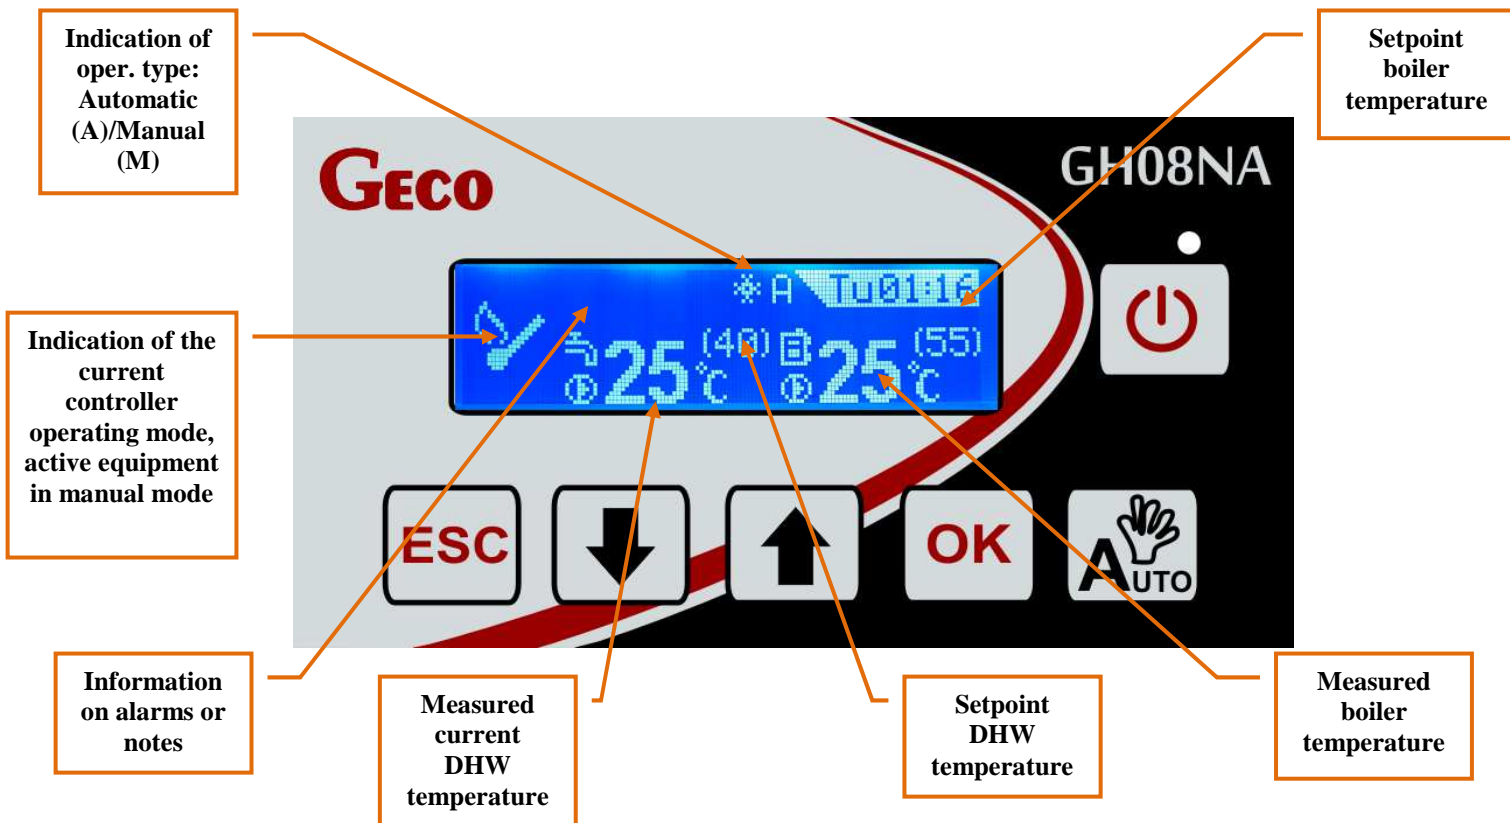 Indication of
oper. type:
Automatic
(A)/Manual
(M)
Setpoint
boiler
temperature
GECO
GH08NA
A Tu01:16
(40) (55)
25°C 25°C
Indication of the
current
controller
operating mode,
active equipment
in manual mode
ESC
OK
AUTO
Information
on alarms or
notes
Measured
current
DHW
temperature
Setpoint
DHW
temperature
Measured
boiler
temperature